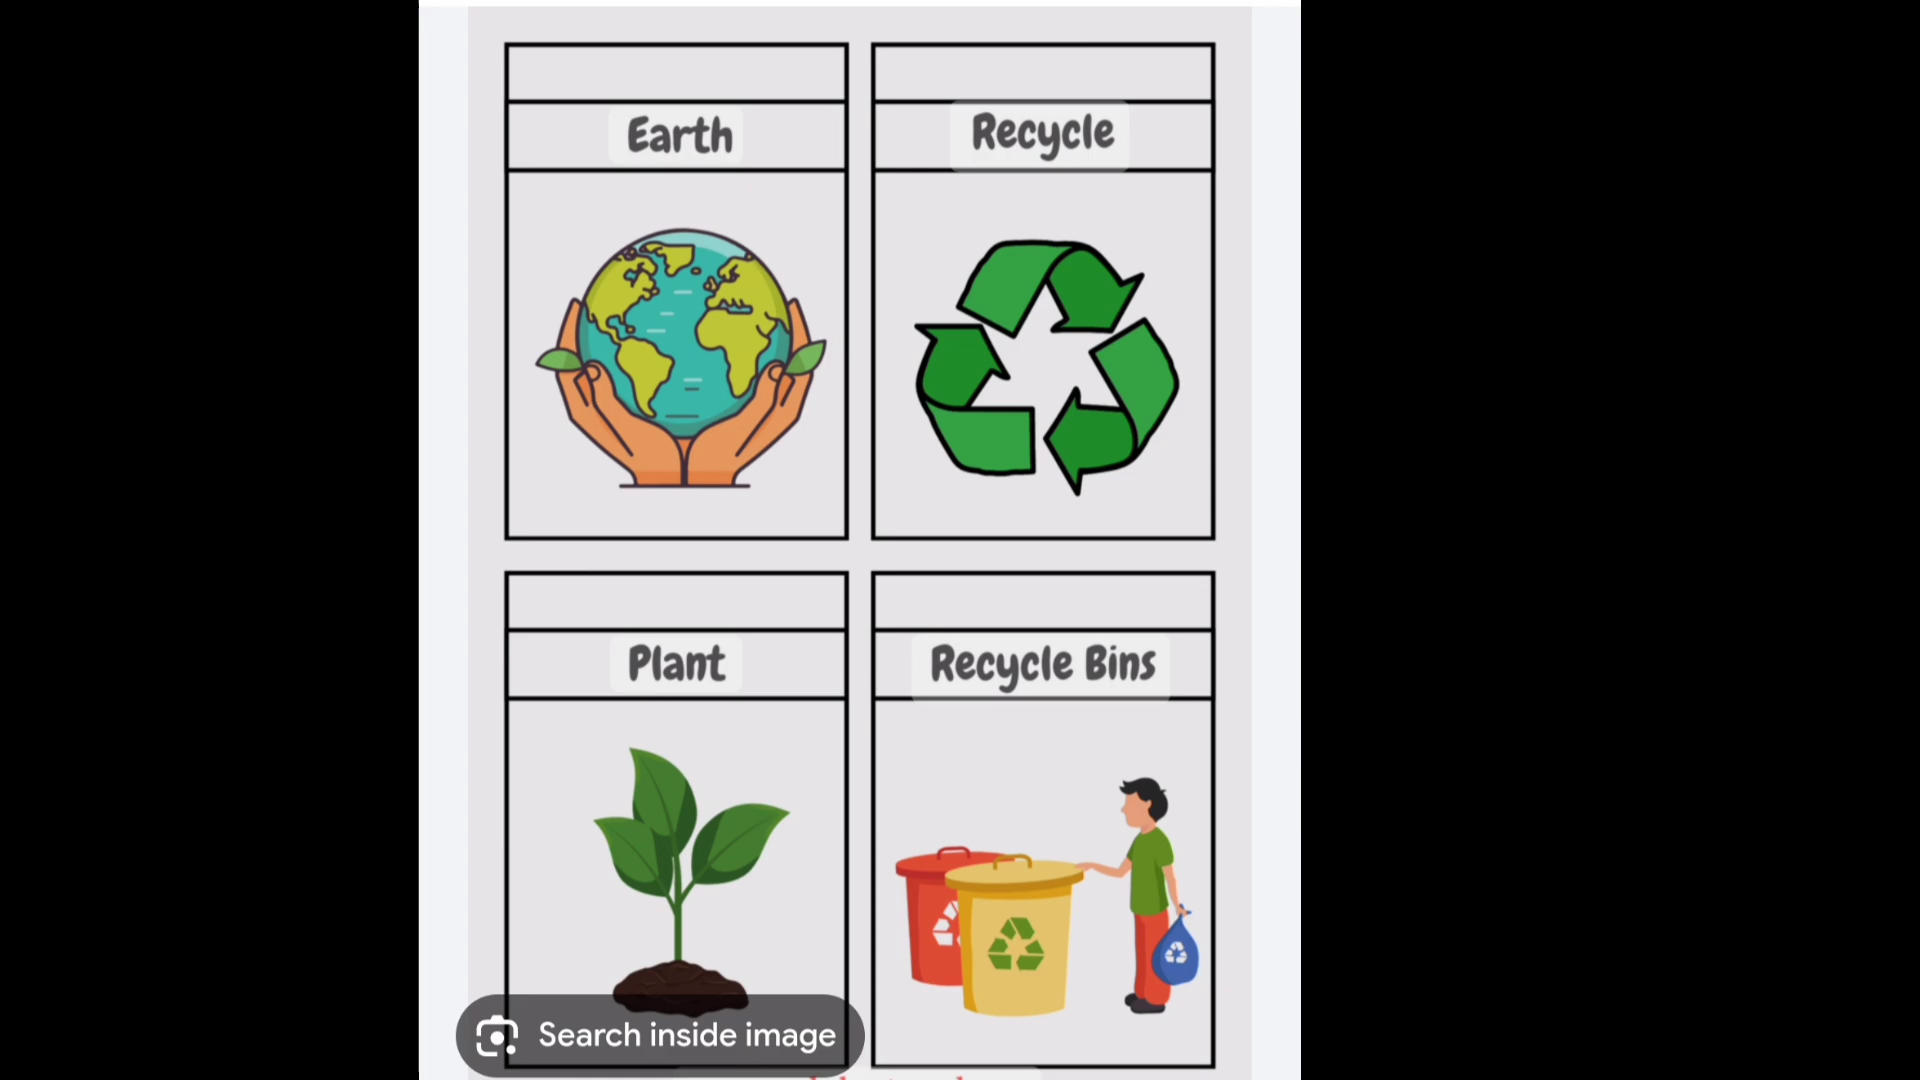 Earth
Recycle
Plant
Recycle Bins
Search inside image